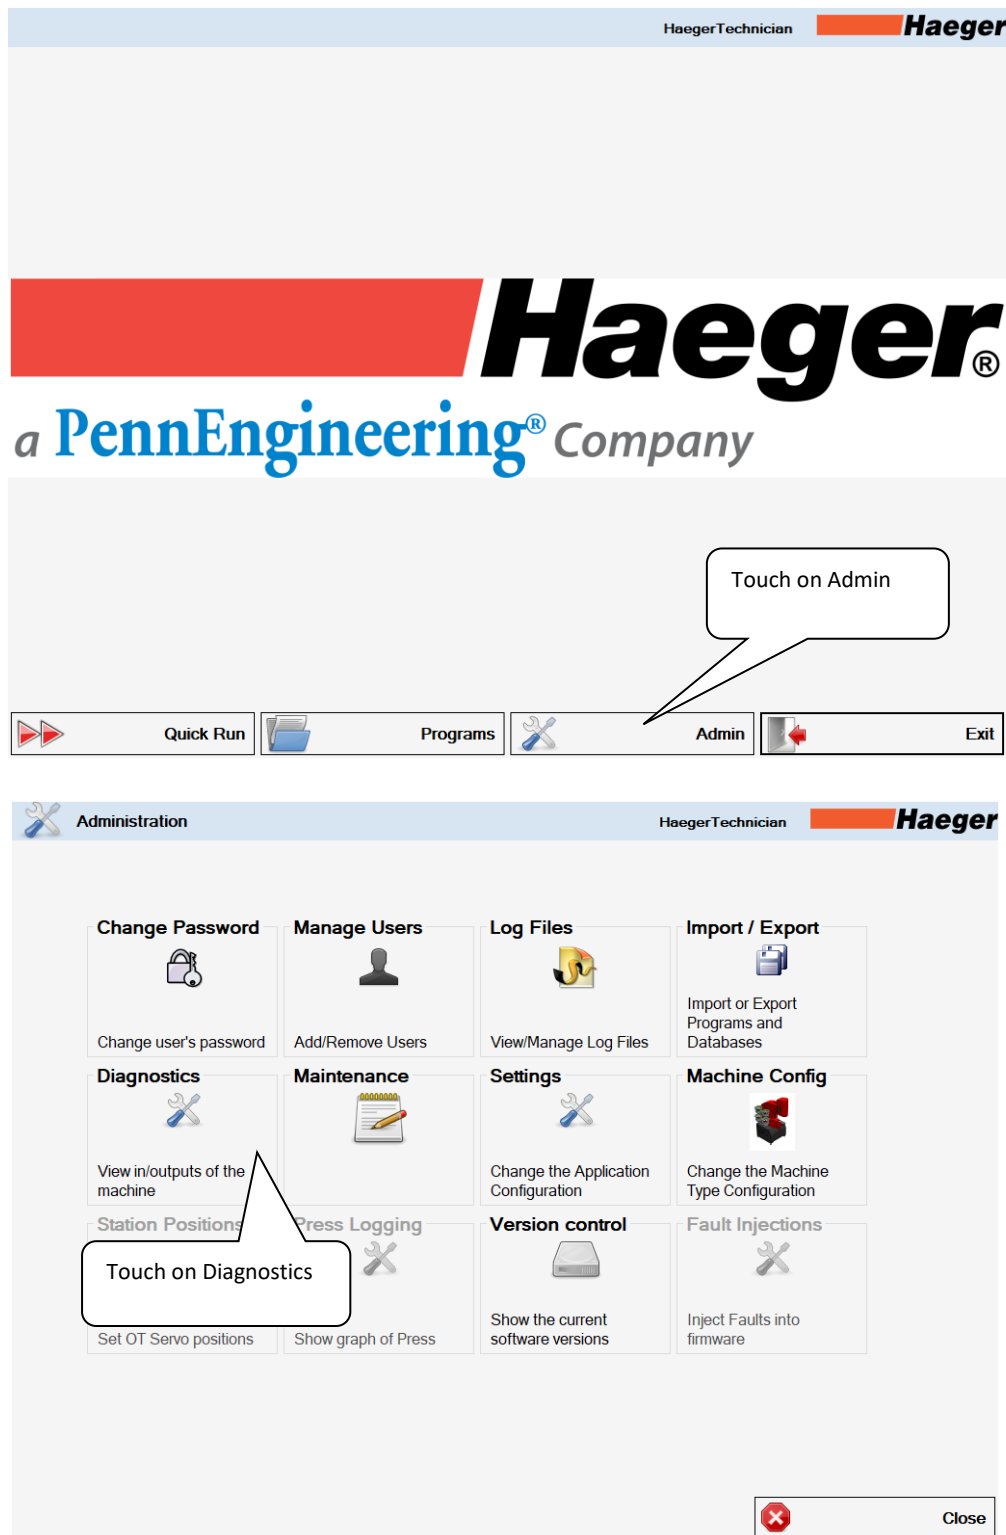 HaegerTechnician
Haeger
Haeger®
a PennEngineering® Company
Touch on Admin
Quick Run
Programs
Admin
Exit
Administration
HaegerTechnician
Haeger
Change Password
Manage Users
Log Files
Import / Export
Change user's password
Add/Remove Users
View/Manage Log Files
Import or Export
Programs and
Databases
Diagnostics
Maintenance
Settings
Machine Config
View in/outputs of the
machine
Change the Application
Configuration
Change the Machine
Type Configuration
Station Positions
Press Logging
Version control
Fault Injections
Touch on Diagnostics
Set OT Servo positions
Show graph of Press
Show the current
software versions
Inject Faults into
firmware
Close